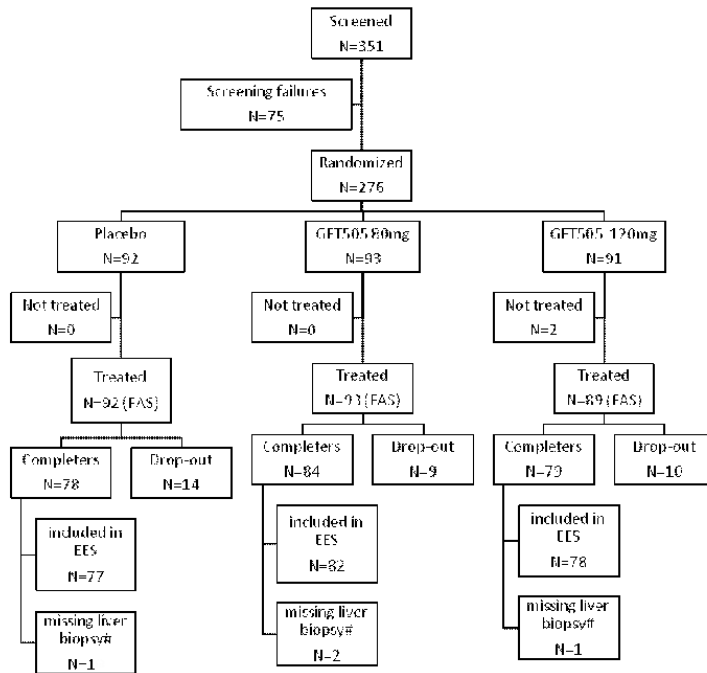 Screened
N=351
Screening failures
N=75
Randomized
N=276
Placebo
N=92
GFT505 80mg
N=93
GFT505 120mg
N=91
Not treated
N=0
Not treated
N=0
Not treated
N=2
Treated
N=92 (FAS)
Treated
N=93 (FAS)
Treated
N=89 (FAS)
Completers
N=78
Drop-out
N=14
Completers
N=84
Drop-out
N=9
Completers
N=79
Drop-out
N=10
included in
EES
N=77
included in
EES
N=82
included in
EES
N=78
missing liver
biopsy#
N=1
missing liver
biopsy#
N=2
missing liver
biopsy#
N=1